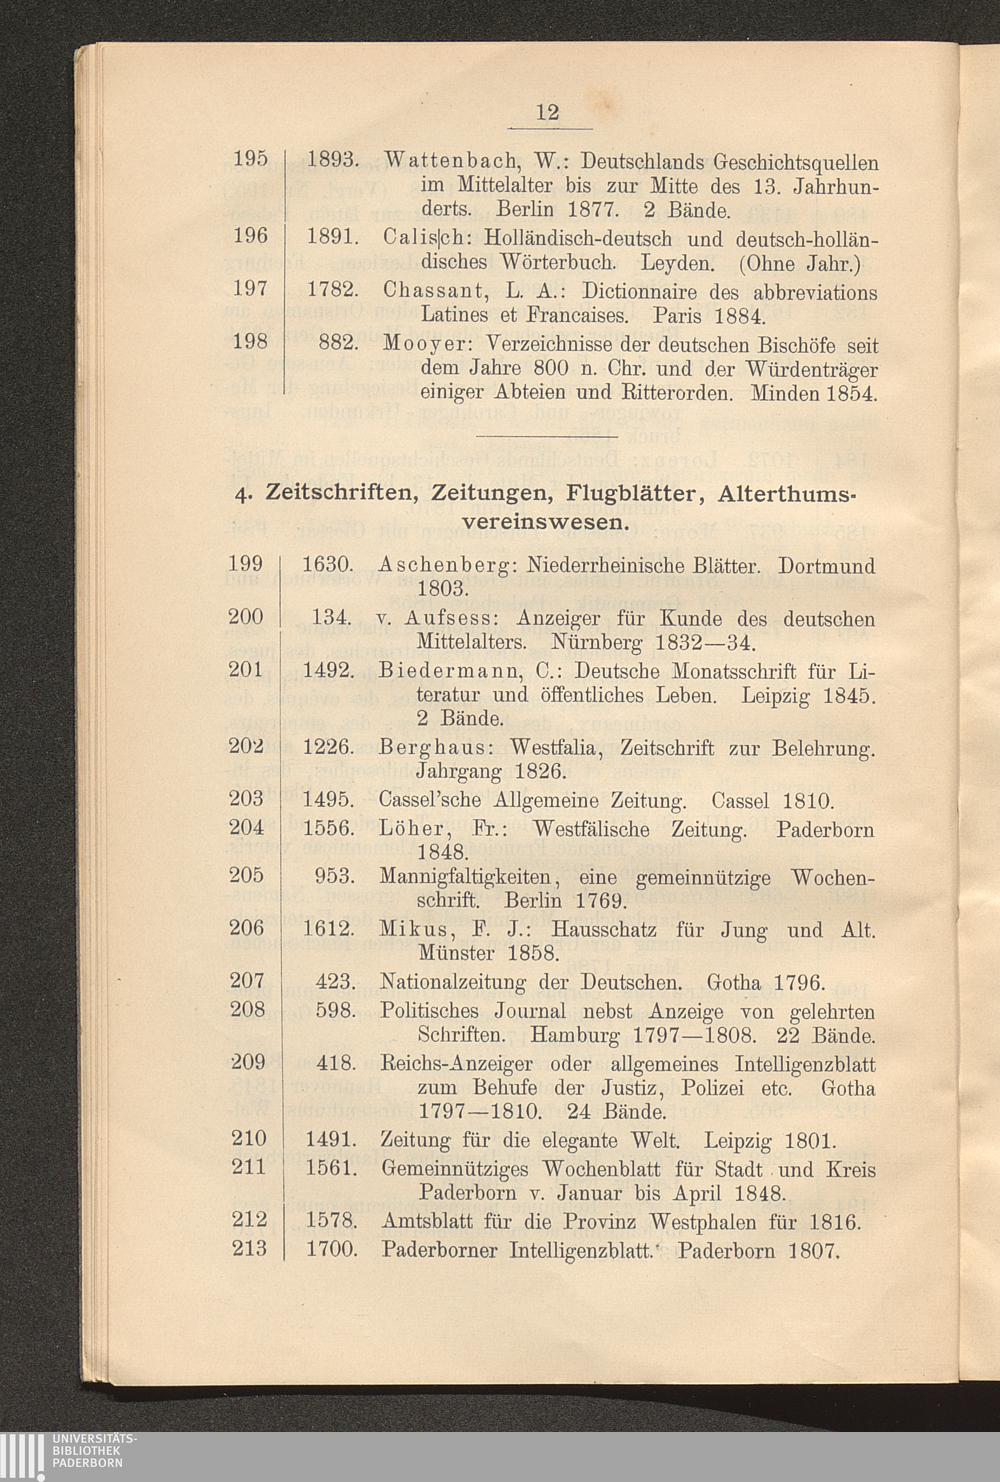 12
195 1893. Wattenbach, W.: Deutschlands Geschichtsquellen
im Mittelalter bis zur Mitte des 13. Jahrhun-
derts. Berlin 1877. 2 Bände.
196 1891. Calis|ch: Holländisch-deutsch und deutsch-hollän-
disches Wörterbuch. Leyden. (Ohne Jahr.)
197 1782. Chassant, L. A.: Dictionnaire des abbreviations
Latines et Francaises. Paris 1884.
198 882. Mooyer: Verzeichnisse der deutschen Bischöfe seit
dem Jahre 800 n. Chr. und der Würdenträger
einiger Abteien und Ritterorden. Minden 1854.
4. Zeitschriften, Zeitungen, Flugblätter, Alterthums-
vereinswesen.
199 1630. Aschenberg: Niederrheinische Blätter. Dortmund
1803.
200 134. v. Aufsess: Anzeiger für Kunde des deutschen
Mittelalters. Nürnberg 1832—34.
201 1492. Biedermann, C.: Deutsche Monatsschrift für Li-
teratur und öffentliches Leben. Leipzig 1845.
2 Bände.
202 1226. Berghaus: Westfalia, Zeitschrift zur Belehrung.
Jahrgang 1826.
203 1495. Cassel'sche Allgemeine Zeitung. Cassel 1810.
204 1556. Löher, Fr.: Westfälische Zeitung. Paderborn
1848.
205 953. Mannigfaltigkeiten, eine gemeinnützige Wochen-
schrift. Berlin 1769.
206 1612. Mikus, F. J.: Hausschatz für Jung und Alt.
Münster 1858.
207 423. Nationalzeitung der Deutschen. Gotha 1796.
208 598. Politisches Journal nebst Anzeige von gelehrten
Schriften. Hamburg 1797—1808. 22 Bände.
209 418. Reichs-Anzeiger oder allgemeines Intelligenzblatt
zum Behufe der Justiz, Polizei etc. Gotha
1797—1810. 24 Bände.
210 1491. Zeitung für die elegante Welt. Leipzig 1801.
211 1561. Gemeinnütziges Wochenblatt für Stadt und Kreis
Paderborn v. Januar bis April 1848.
212 1578. Amtsblatt für die Provinz Westphalen für 1816.
213 1700. Paderborner Intelligenzblatt. Paderborn 1807.
UNIVERSITÄTS-
BIBLIOTHEK
PADERBORN